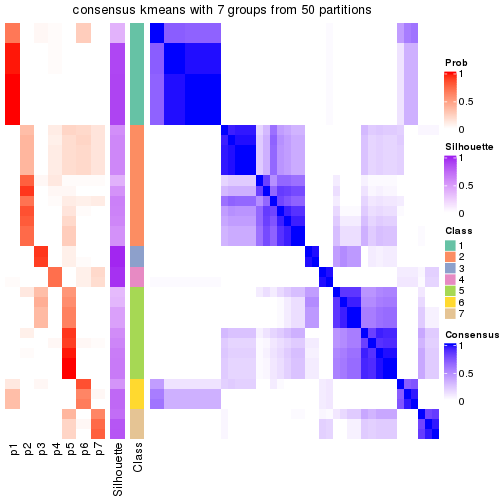 consensus kmeans with 7 groups from 50 partitions
Prob
1
0.5
0
Silhouette
1
0.5
0
Class
1
2
3
4
5
6
7
Consensus
1
0.5
0
p1
p2
p3
p4
p5
p6
p7
Silhouette
Class